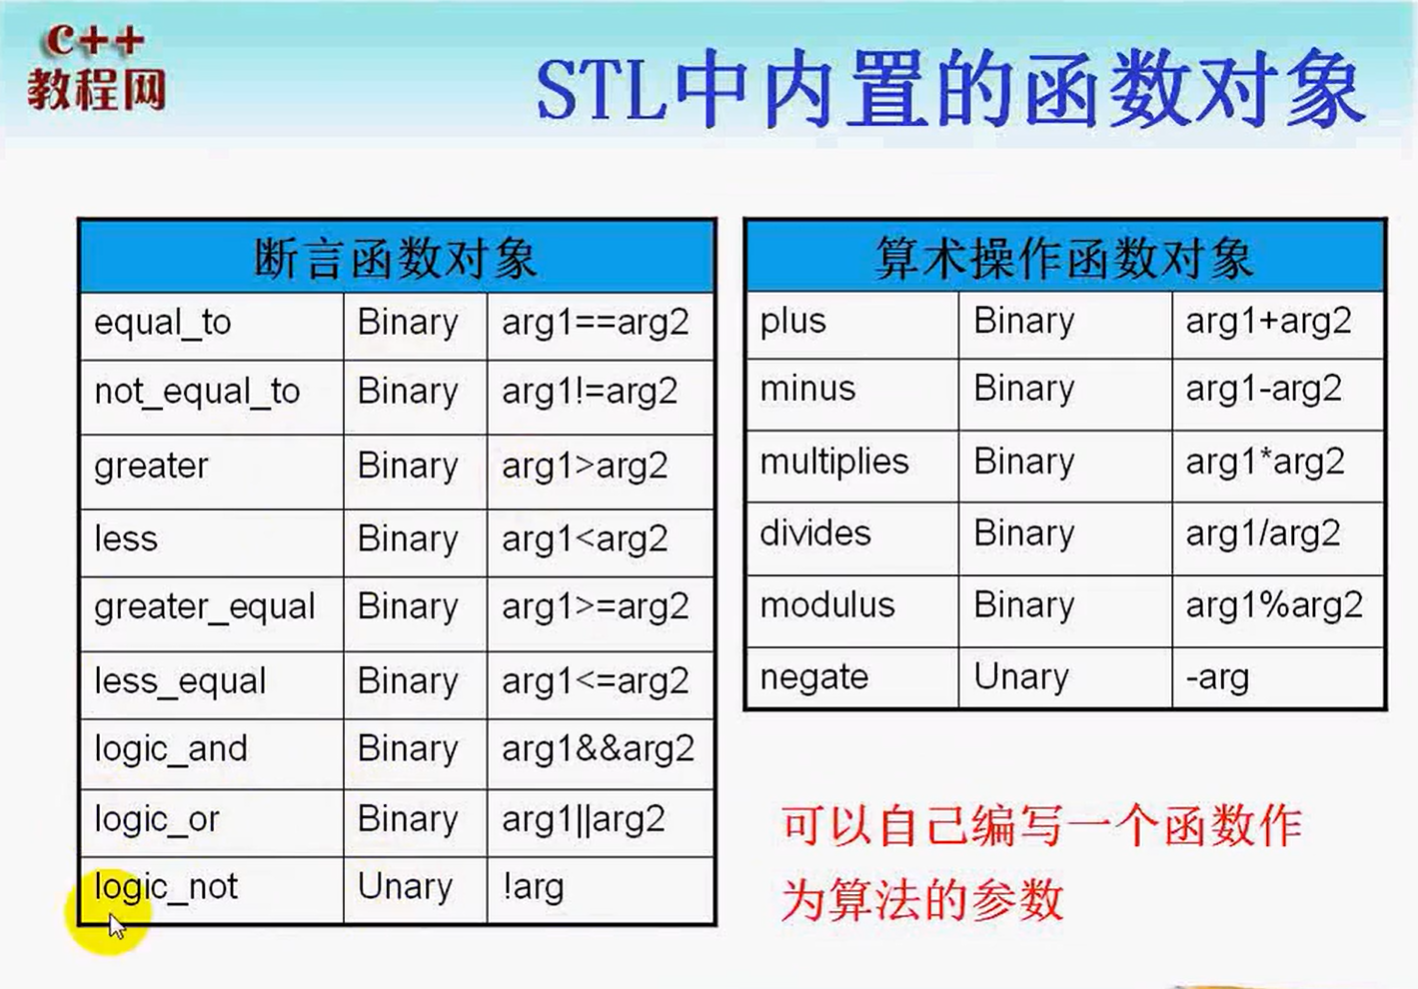 c++
教程网
STL中内置的函数对象
断言函数对象
equal_to Binary arg1==arg2
not_equal_to Binary arg1!=arg2
greater Binary arg1>arg2
less Binary arg1<arg2
greater_equal Binary arg1>=arg2
less_equal Binary arg1<=arg2
logic_and Binary arg1&&arg2
logic_or Binary arg1||arg2
logic_not Unary !arg
算术操作函数对象
plus Binary arg1+arg2
minus Binary arg1-arg2
multiplies Binary arg1*arg2
divides Binary arg1/arg2
modulus Binary arg1%arg2
negate Unary -arg
可以自己编写一个函数作
为算法的参数